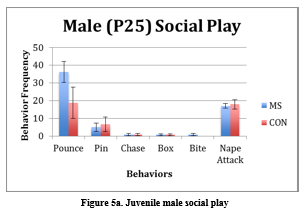 Male (P25) Social Play
50
40
30
20
10
0
Behavior Frequency
Pounce Pin Chase Box Bite Nape Attack
Behaviors
MS
CON
Figure 5a. Juvenile male social play